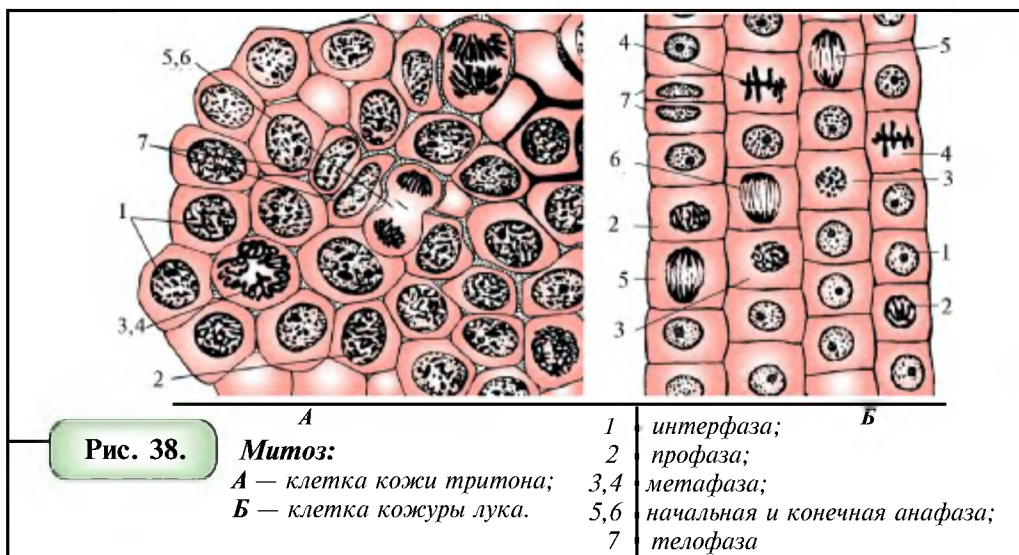 5,6
7
1
3,4
2
4
7
6
2
5
3
5
4
3
1
2
А
Б
Рис. 38.
Митоз:
А — клетка кожи тритона;
Б — клетка кожуры лука.
1 интерфаза;
2 профаза;
3,4 метафаза;
5,6 начальная и конечная анафаза;
7 телофаза